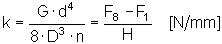 k = G·d⁴ / 8·D³·n = F₈ −F₁ / H [N/mm]